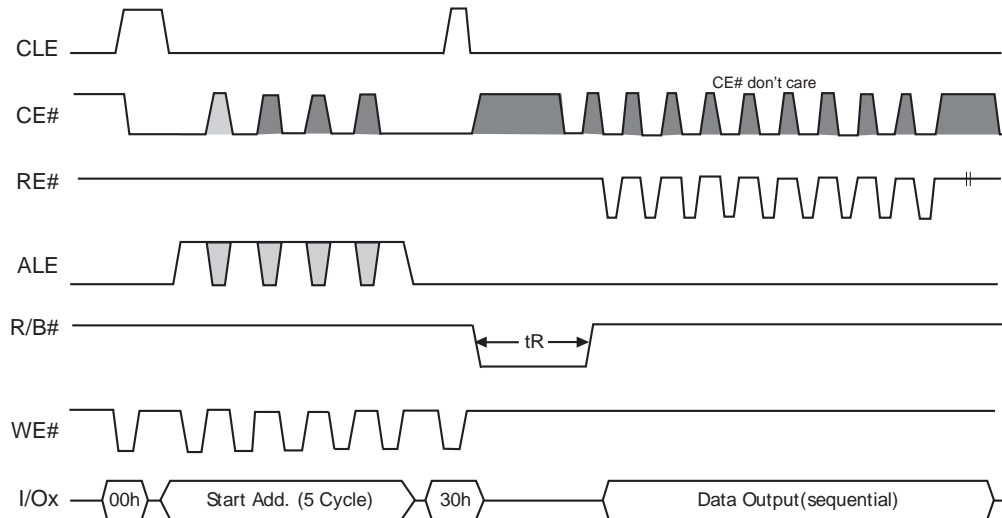 CLE
CE#
CE# don't care
RE#
ALE
R/B#
tR
WE#
I/Ox
00h
Start Add. (5 Cycle)
30h
Data Output(sequential)